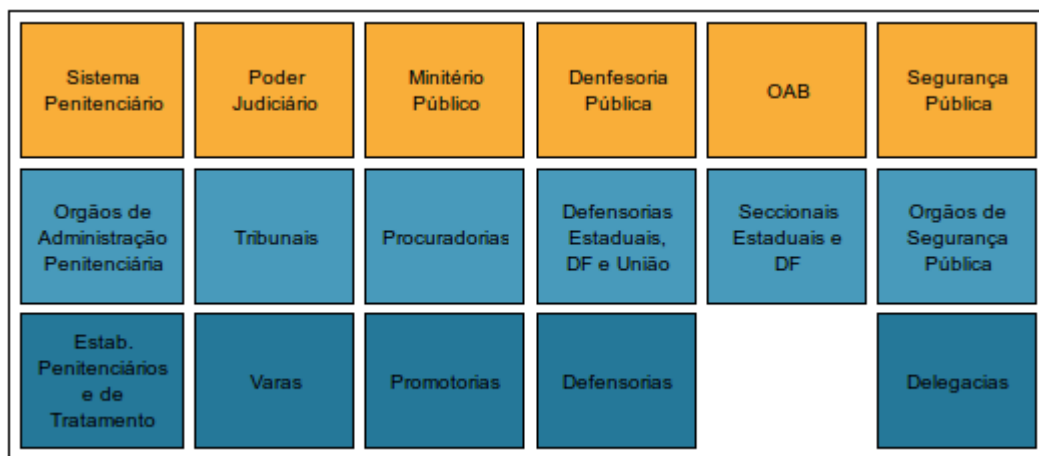 Sistema
Penitenciário
Poder
Judiciário
Minitério
Público
Denfesoria
Pública
OAB
Segurança
Pública
Orgãos de
Administração
Penitenciária
Tribunais
Procuradorias
Defensorias
Estaduais,
DF e União
Seccionais
Estaduais e
DF
Orgãos de
Segurança
Pública
Estab.
Penitenciários
e de
Tratamento
Varas
Promotorias
Defensorias
Delegacias